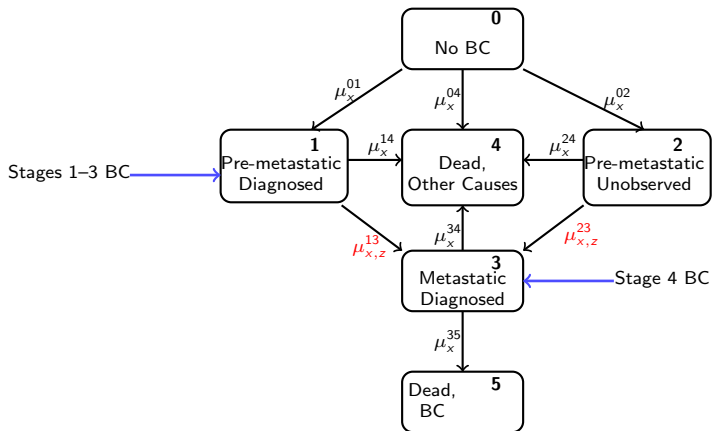 0
No BC
μ_x^{01}
μ_x^{04}
μ_x^{02}
1
Pre-metastatic
Diagnosed
μ_x^{14}
4
Dead,
Other Causes
μ_x^{24}
2
Pre-metastatic
Unobserved
Stages 1–3 BC
μ_{x,z}^{13}
μ_x^{34}
μ_{x,z}^{23}
3
Metastatic
Diagnosed
Stage 4 BC
μ_x^{35}
5
Dead,
BC